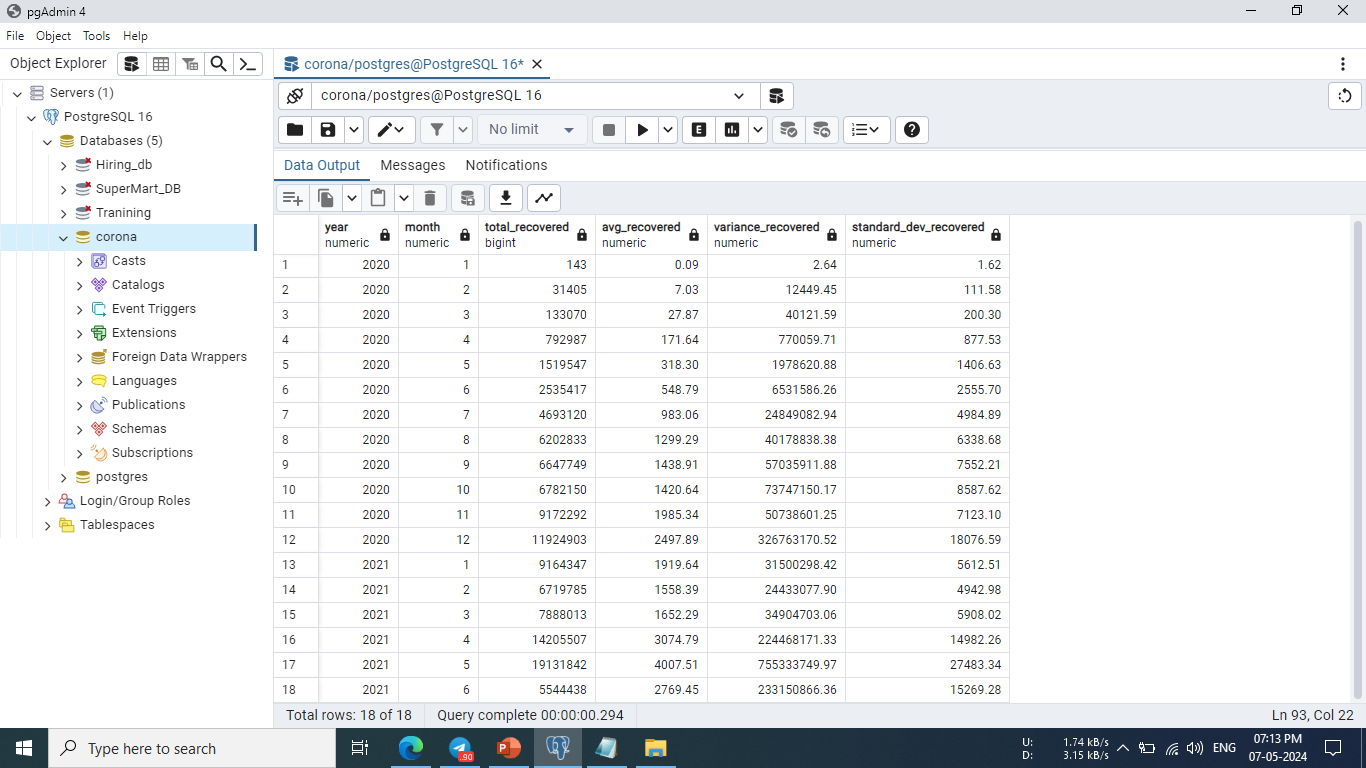 pgAdmin 4
File Object Tools Help
Object Explorer
corona/postgres@PostgreSQL 16*
Servers (1)
PostgreSQL 16
Databases (5)
Hiring_db
SuperMart_DB
Tranining
corona
Casts
Catalogs
Event Triggers
Extensions
Foreign Data Wrappers
Languages
Publications
Schemas
Subscriptions
postgres
Login/Group Roles
Tablespaces
corona/postgres@PostgreSQL 16
No limit
E
Data Output Messages Notifications
year month total_recovered avg_recovered variance_recovered standard_dev_recovered
numeric numeric bigint numeric numeric numeric
1 2020 1 143 0.09 2.64 1.62
2 2020 2 31405 7.03 12449.45 111.58
3 2020 3 133070 27.87 40121.59 200.30
4 2020 4 792987 171.64 770059.71 877.53
5 2020 5 1519547 318.30 1978620.88 1406.63
6 2020 6 2535417 548.79 6531586.26 2555.70
7 2020 7 4693120 983.06 24849082.94 4984.89
8 2020 8 6202833 1299.29 40178838.38 6338.68
9 2020 9 6647749 1438.91 57035911.88 7552.21
10 2020 10 6782150 1420.64 73747150.17 8587.62
11 2020 11 9172292 1985.34 50738601.25 7123.10
12 2020 12 11924903 2497.89 326763170.52 18076.59
13 2021 1 9164347 1919.64 31500298.42 5612.51
14 2021 2 6719785 1558.39 24433077.90 4942.98
15 2021 3 7888013 1652.29 34904703.06 5908.02
16 2021 4 14205507 3074.79 224468171.33 14982.26
17 2021 5 19131842 4007.51 755333749.97 27483.34
18 2021 6 5544438 2769.45 233150866.36 15269.28
Total rows: 18 of 18 Query complete 00:00:00.294 Ln 93, Col 22
Type here to search
.90
P
U: 1.74 kB/s
D: 3.15 kB/s
ENG
07:13 PM
07-05-2024